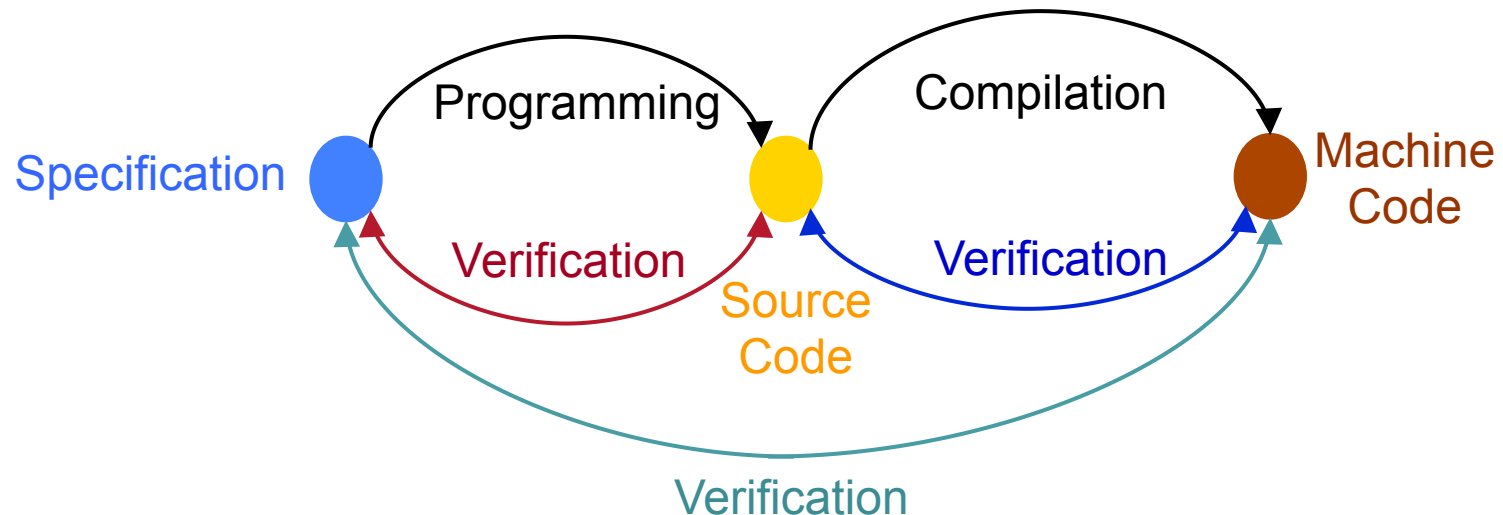 Programming
Compilation
Specification
Machine
Code
Verification
Verification
Source
Code
Verification